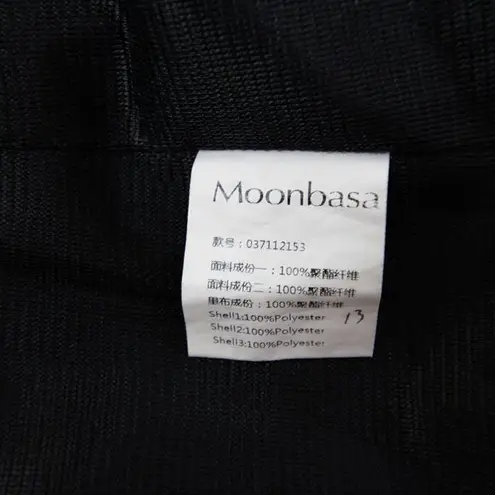 Moonbasa
款号：037112153
面料成份一：100%聚酯纤维
面料成份二：100%聚酯纤维
里布成份：100%聚酯纤维
Shell1:100%Polyester 13
Shell2:100%Polyester
Shell3:100%Polyester